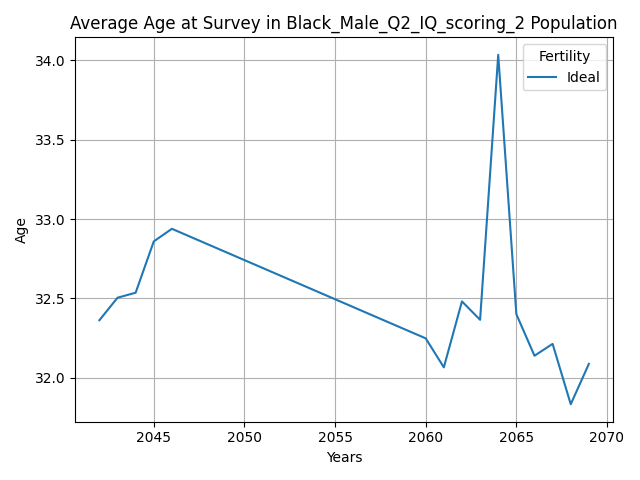 Average Age at Survey in Black_Male_Q2_IQ_scoring_2 Population
Fertility
Ideal
34.0
33.5
33.0
32.5
32.0
Age
2045 2050 2055 2060 2065 2070
Years